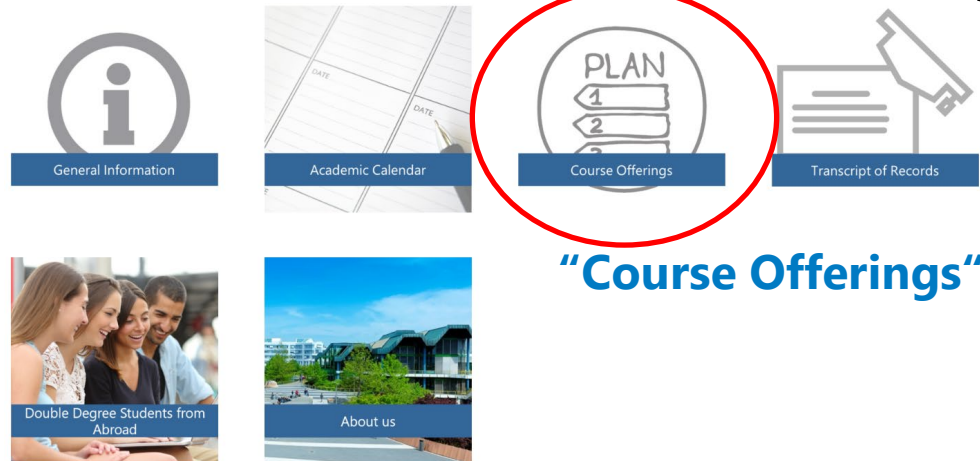 PLAN
1
2
DATE
DATE
General Information
Academic Calendar
Course Offerings
Transcript of Records
“Course Offerings“
Double Degree Students from
Abroad
About us